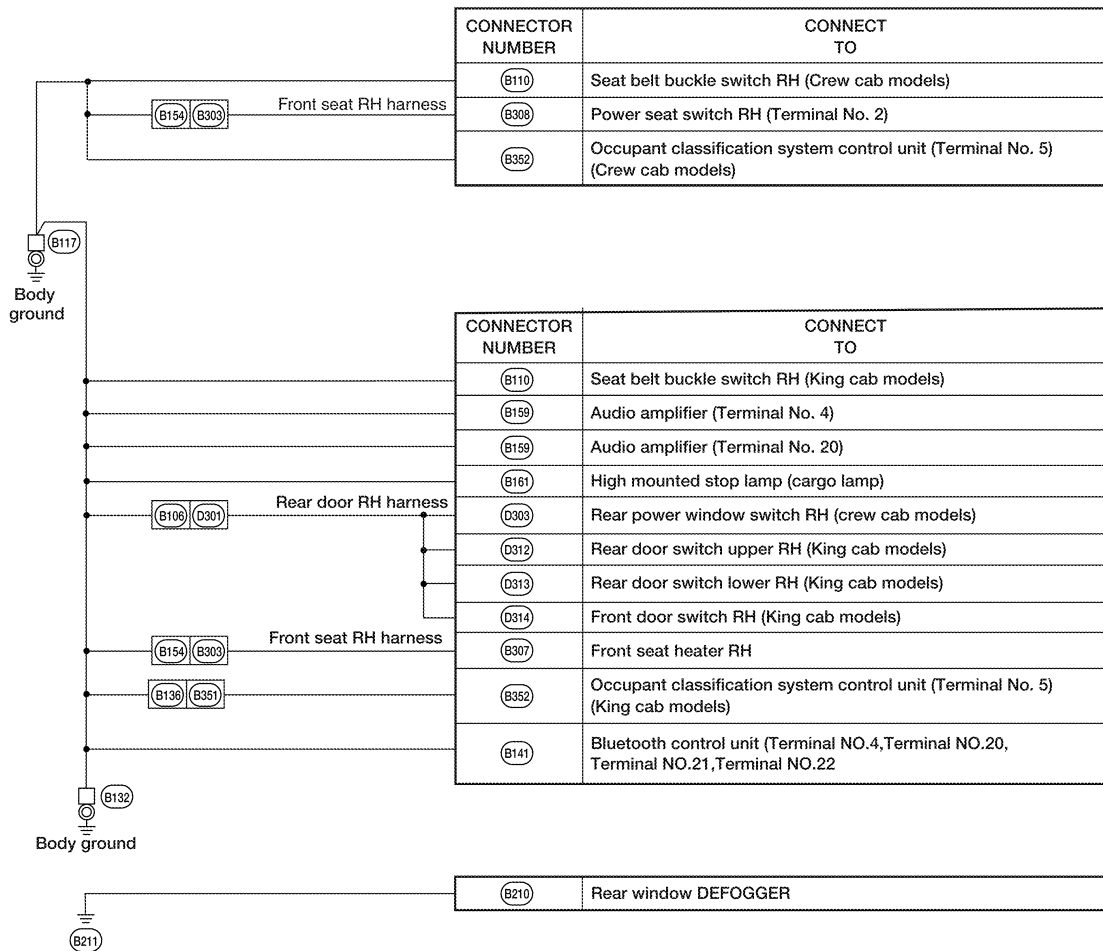 CONNECTOR NUMBER CONNECT TO
B110 Seat belt buckle switch RH (Crew cab models)
B154 B303 Front seat RH harness B308 Power seat switch RH (Terminal No. 2)
B352 Occupant classification system control unit (Terminal No. 5)
(Crew cab models)
B117
Body
ground
CONNECTOR NUMBER CONNECT TO
B110 Seat belt buckle switch RH (King cab models)
B159 Audio amplifier (Terminal No. 4)
B159 Audio amplifier (Terminal No. 20)
B161 High mounted stop lamp (cargo lamp)
Rear door RH harness
B106 D301 D303 Rear power window switch RH (crew cab models)
D312 Rear door switch upper RH (King cab models)
D313 Rear door switch lower RH (King cab models)
D314 Front door switch RH (King cab models)
Front seat RH harness
B154 B303 B307 Front seat heater RH
B136 B351 B352 Occupant classification system control unit (Terminal No. 5)
(King cab models)
B141 Bluetooth control unit (Terminal NO.4,Terminal NO.20,
Terminal NO.21,Terminal NO.22
B132
Body ground
B210 Rear window DEFOGGER
B211